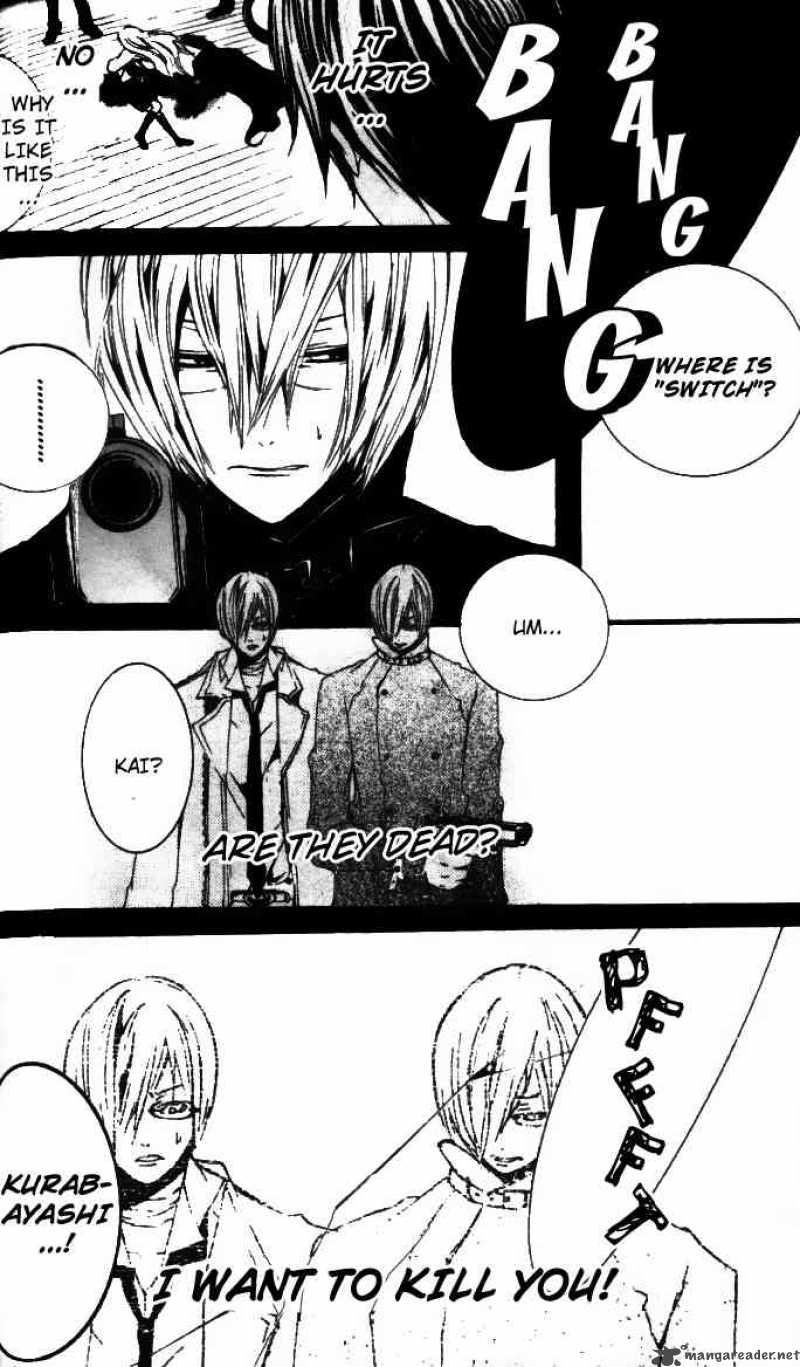 BANG
BANG
IT
HURTS
...
NO
...
WHY
IS IT
LIKE
THIS
...
WHERE IS
"SWITCH"?
..........
UM...
KAI?
ARE THEY DEAD?
PFFFT
KURAB-
AYASHI
...!
I WANT TO KILL YOU!
mangareader.net